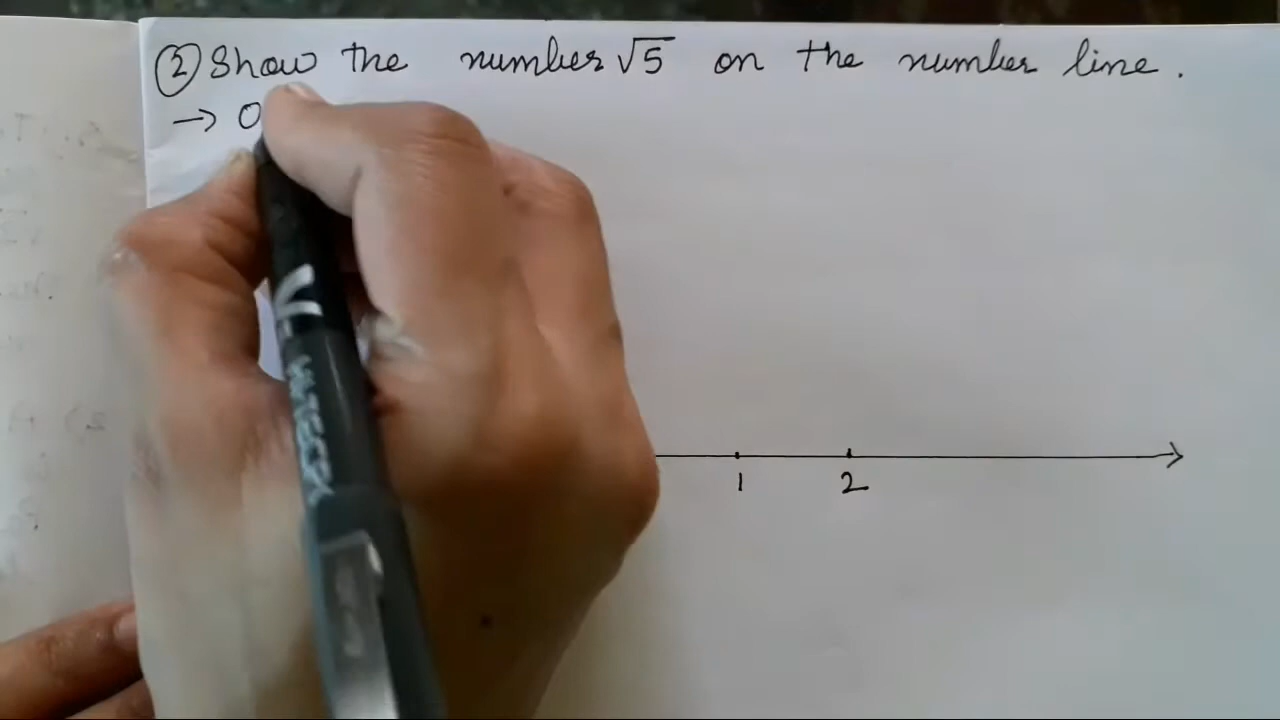 ② Show the number √5 on the number line.
→ O
1 2